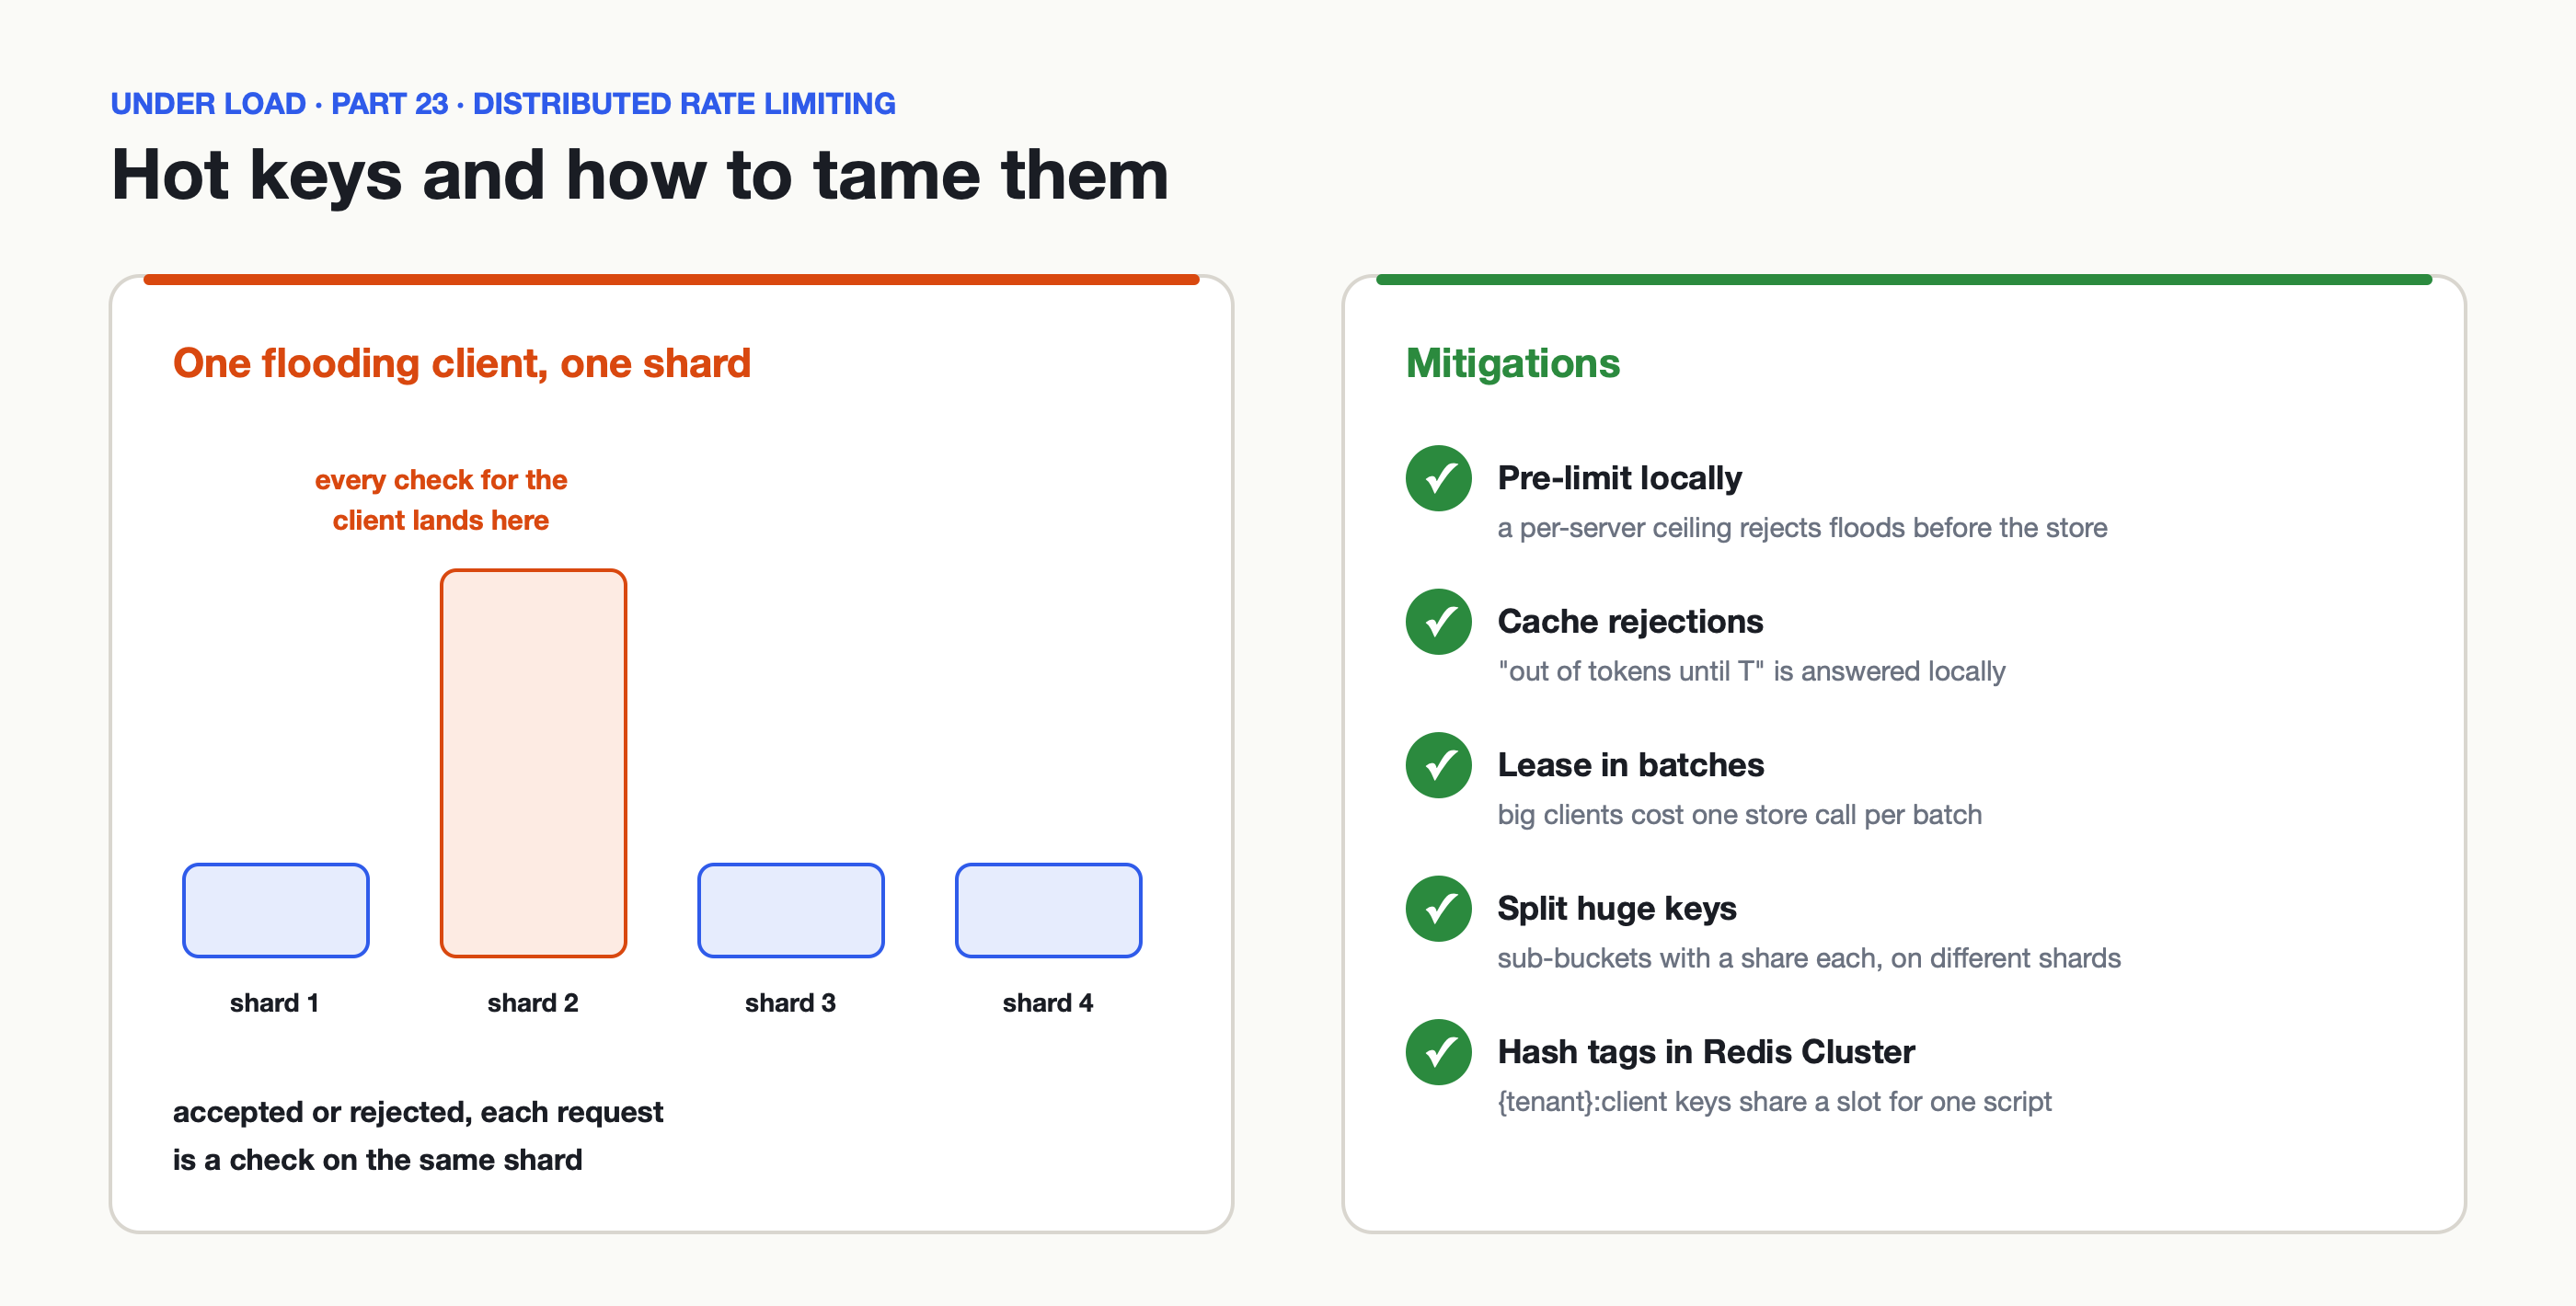 UNDER LOAD · PART 23 · DISTRIBUTED RATE LIMITING
Hot keys and how to tame them
One flooding client, one shard
every check for the
client lands here
shard 1
shard 2
shard 3
shard 4
accepted or rejected, each request
is a check on the same shard
Mitigations
Pre-limit locally
a per-server ceiling rejects floods before the store
Cache rejections
"out of tokens until T" is answered locally
Lease in batches
big clients cost one store call per batch
Split huge keys
sub-buckets with a share each, on different shards
Hash tags in Redis Cluster
{tenant}:client keys share a slot for one script